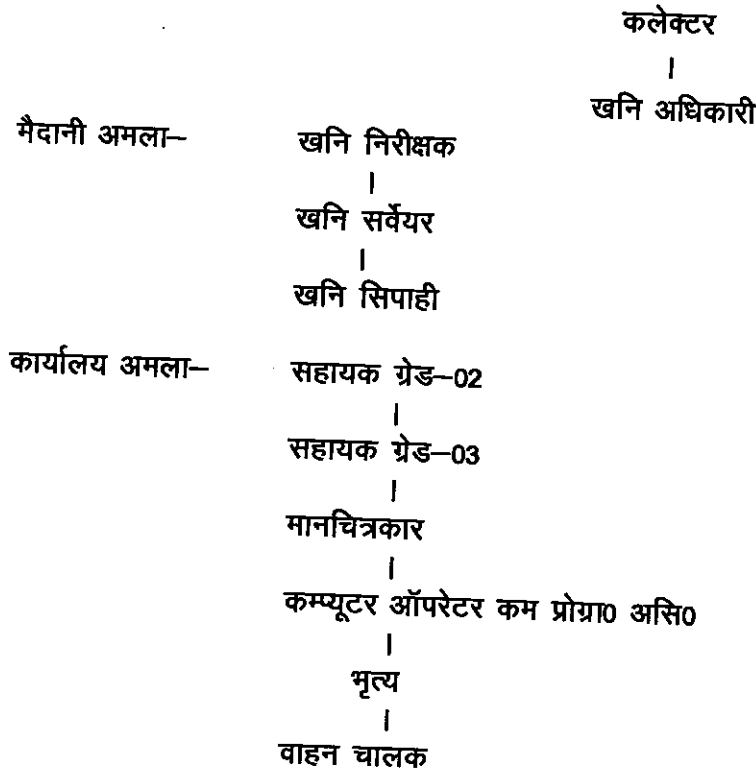 कलेक्टर
|
खनि अधिकारी
मैदानी अमला– खनि निरीक्षक
|
खनि सर्वेयर
|
खनि सिपाही
कार्यालय अमला– सहायक ग्रेड–02
|
सहायक ग्रेड–03
|
मानचित्रकार
|
कम्प्यूटर ऑपरेटर कम प्रोग्रा0 असि0
|
भृत्य
|
वाहन चालक